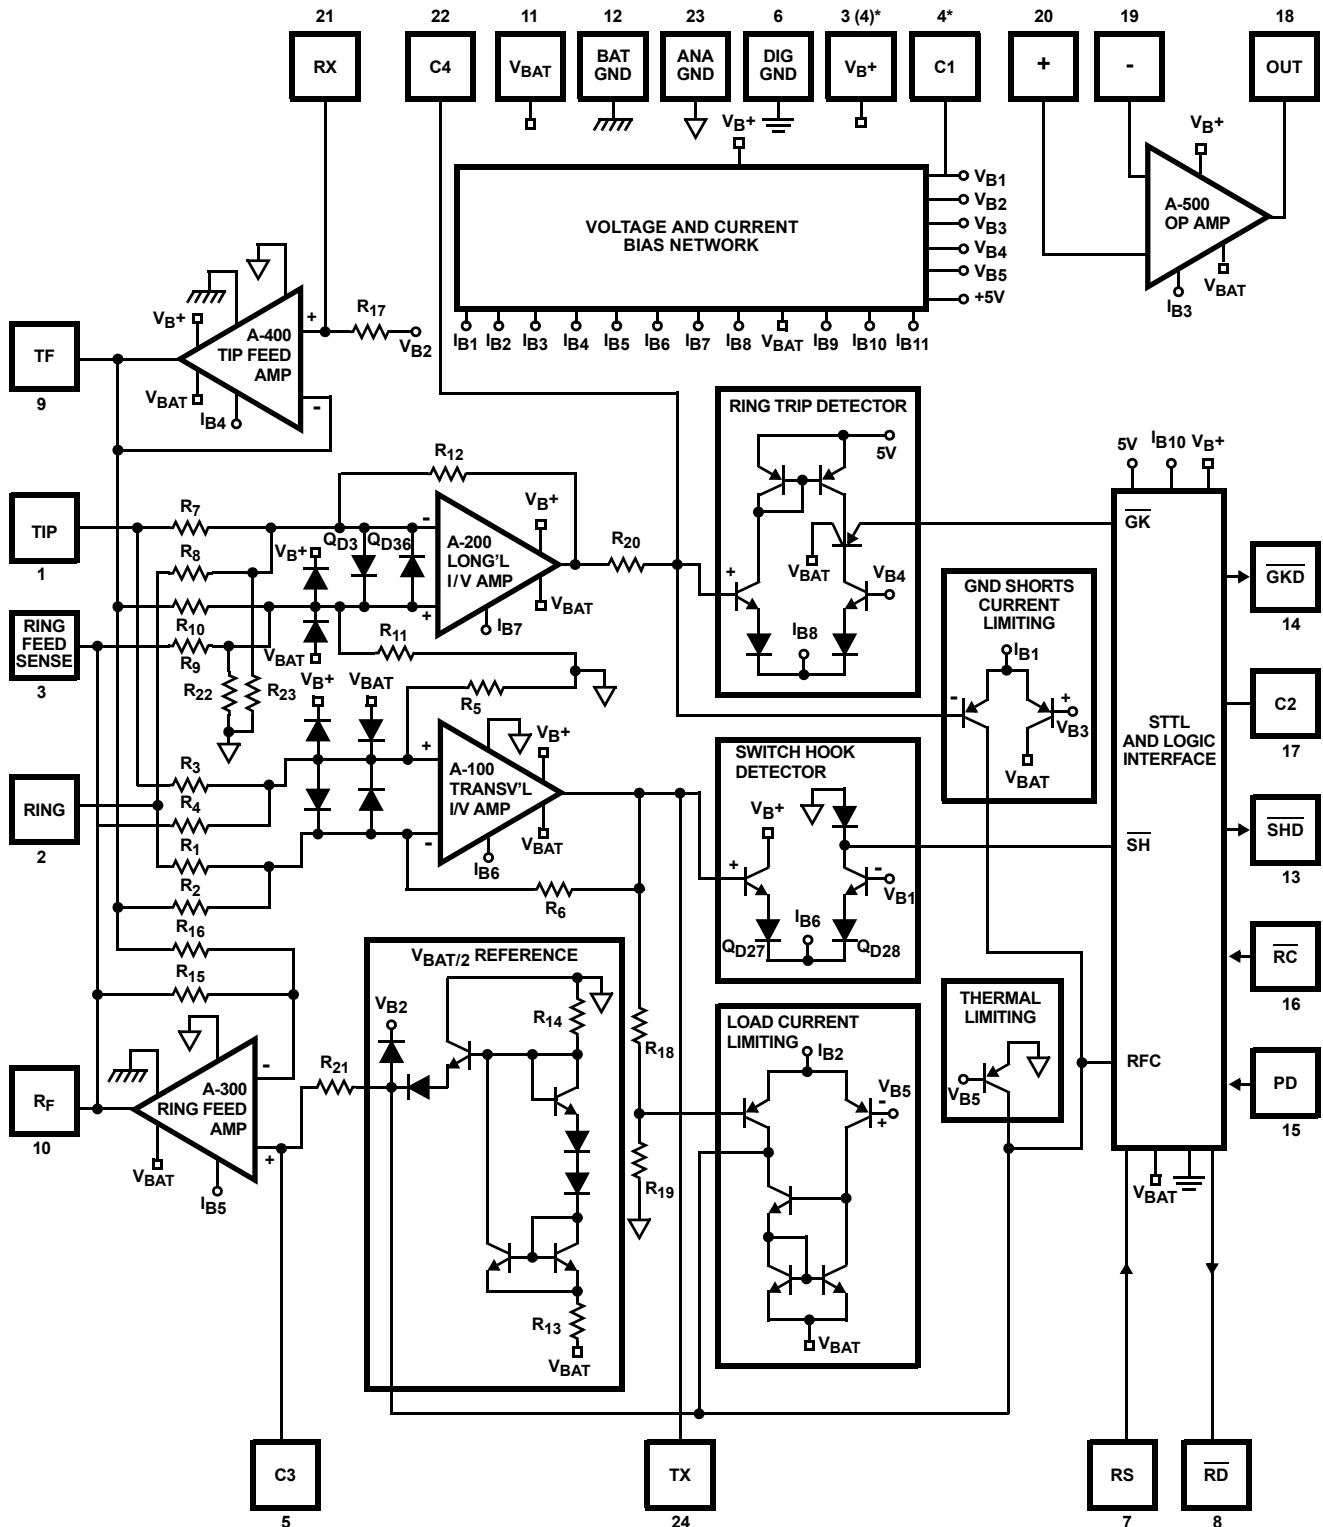 21 22 11 12 23 6 3 (4)* 4* 20 19 18
RX C4 VBAT BAT GND ANA GND DIG GND VB+ C1 + - OUT
VB+
VOLTAGE AND CURRENT
BIAS NETWORK
VB1
VB2
VB3
VB4
VB5
+5V
IB1 IB2 IB3 IB4 IB5 IB6 IB7 IB8 VBAT IB9 IB10 IB11
VB+
A-500
OP AMP
VBAT
IB3
VB+
A-400
TIP FEED
AMP
+
-
R17
VB2
VBAT
IB4
TF
9
TIP
1
RING
FEED
SENSE
3
RING
2
RF
10
R12
R7
R8
R10
R9
R22
R23
VB+
QD3
QD36
VBAT
-
+
A-200
LONG'L
I/V AMP
VB+
VBAT
IB7
R20
R11
R5
VB+
VBAT
R3
R4
R1
R2
R16
R15
+
-
A-100
TRANSV'L
I/V AMP
VB+
VBAT
IB6
R6
RING TRIP DETECTOR
5V
VBAT
VB4
+
IB8
GND SHORTS
CURRENT
LIMITING
IB1
-
+
VB3
VBAT
SWITCH HOOK
DETECTOR
VB+
+
-
VB1
IB6
QD27
QD28
5V IB10 VB+
GK
STTL
AND LOGIC
INTERFACE
SH
RFC
VBAT
GKD
14
C2
17
SHD
13
RC
16
PD
15
VBAT/2 REFERENCE
VB2
R14
R13
VBAT
R21
-
+
A-300
RING FEED
AMP
VBAT
IB5
R18
R19
LOAD CURRENT
LIMITING
IB2
-
+
VB5
VBAT
THERMAL
LIMITING
VB5
C3
5
TX
24
RS
7
RD
8